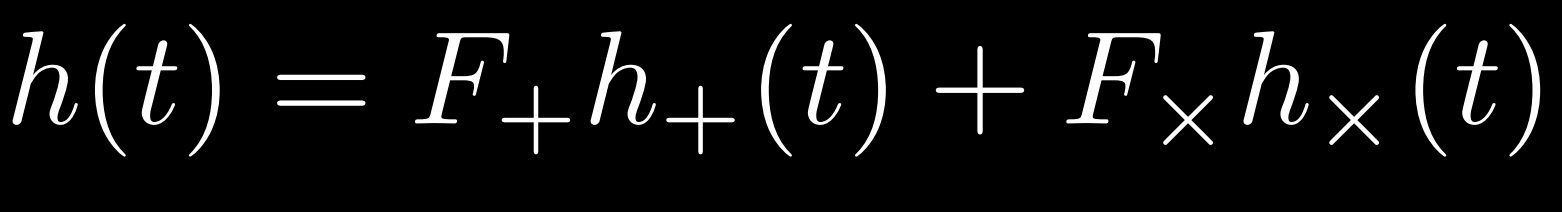 h(t) = F₊h₊(t) + F×h×(t)